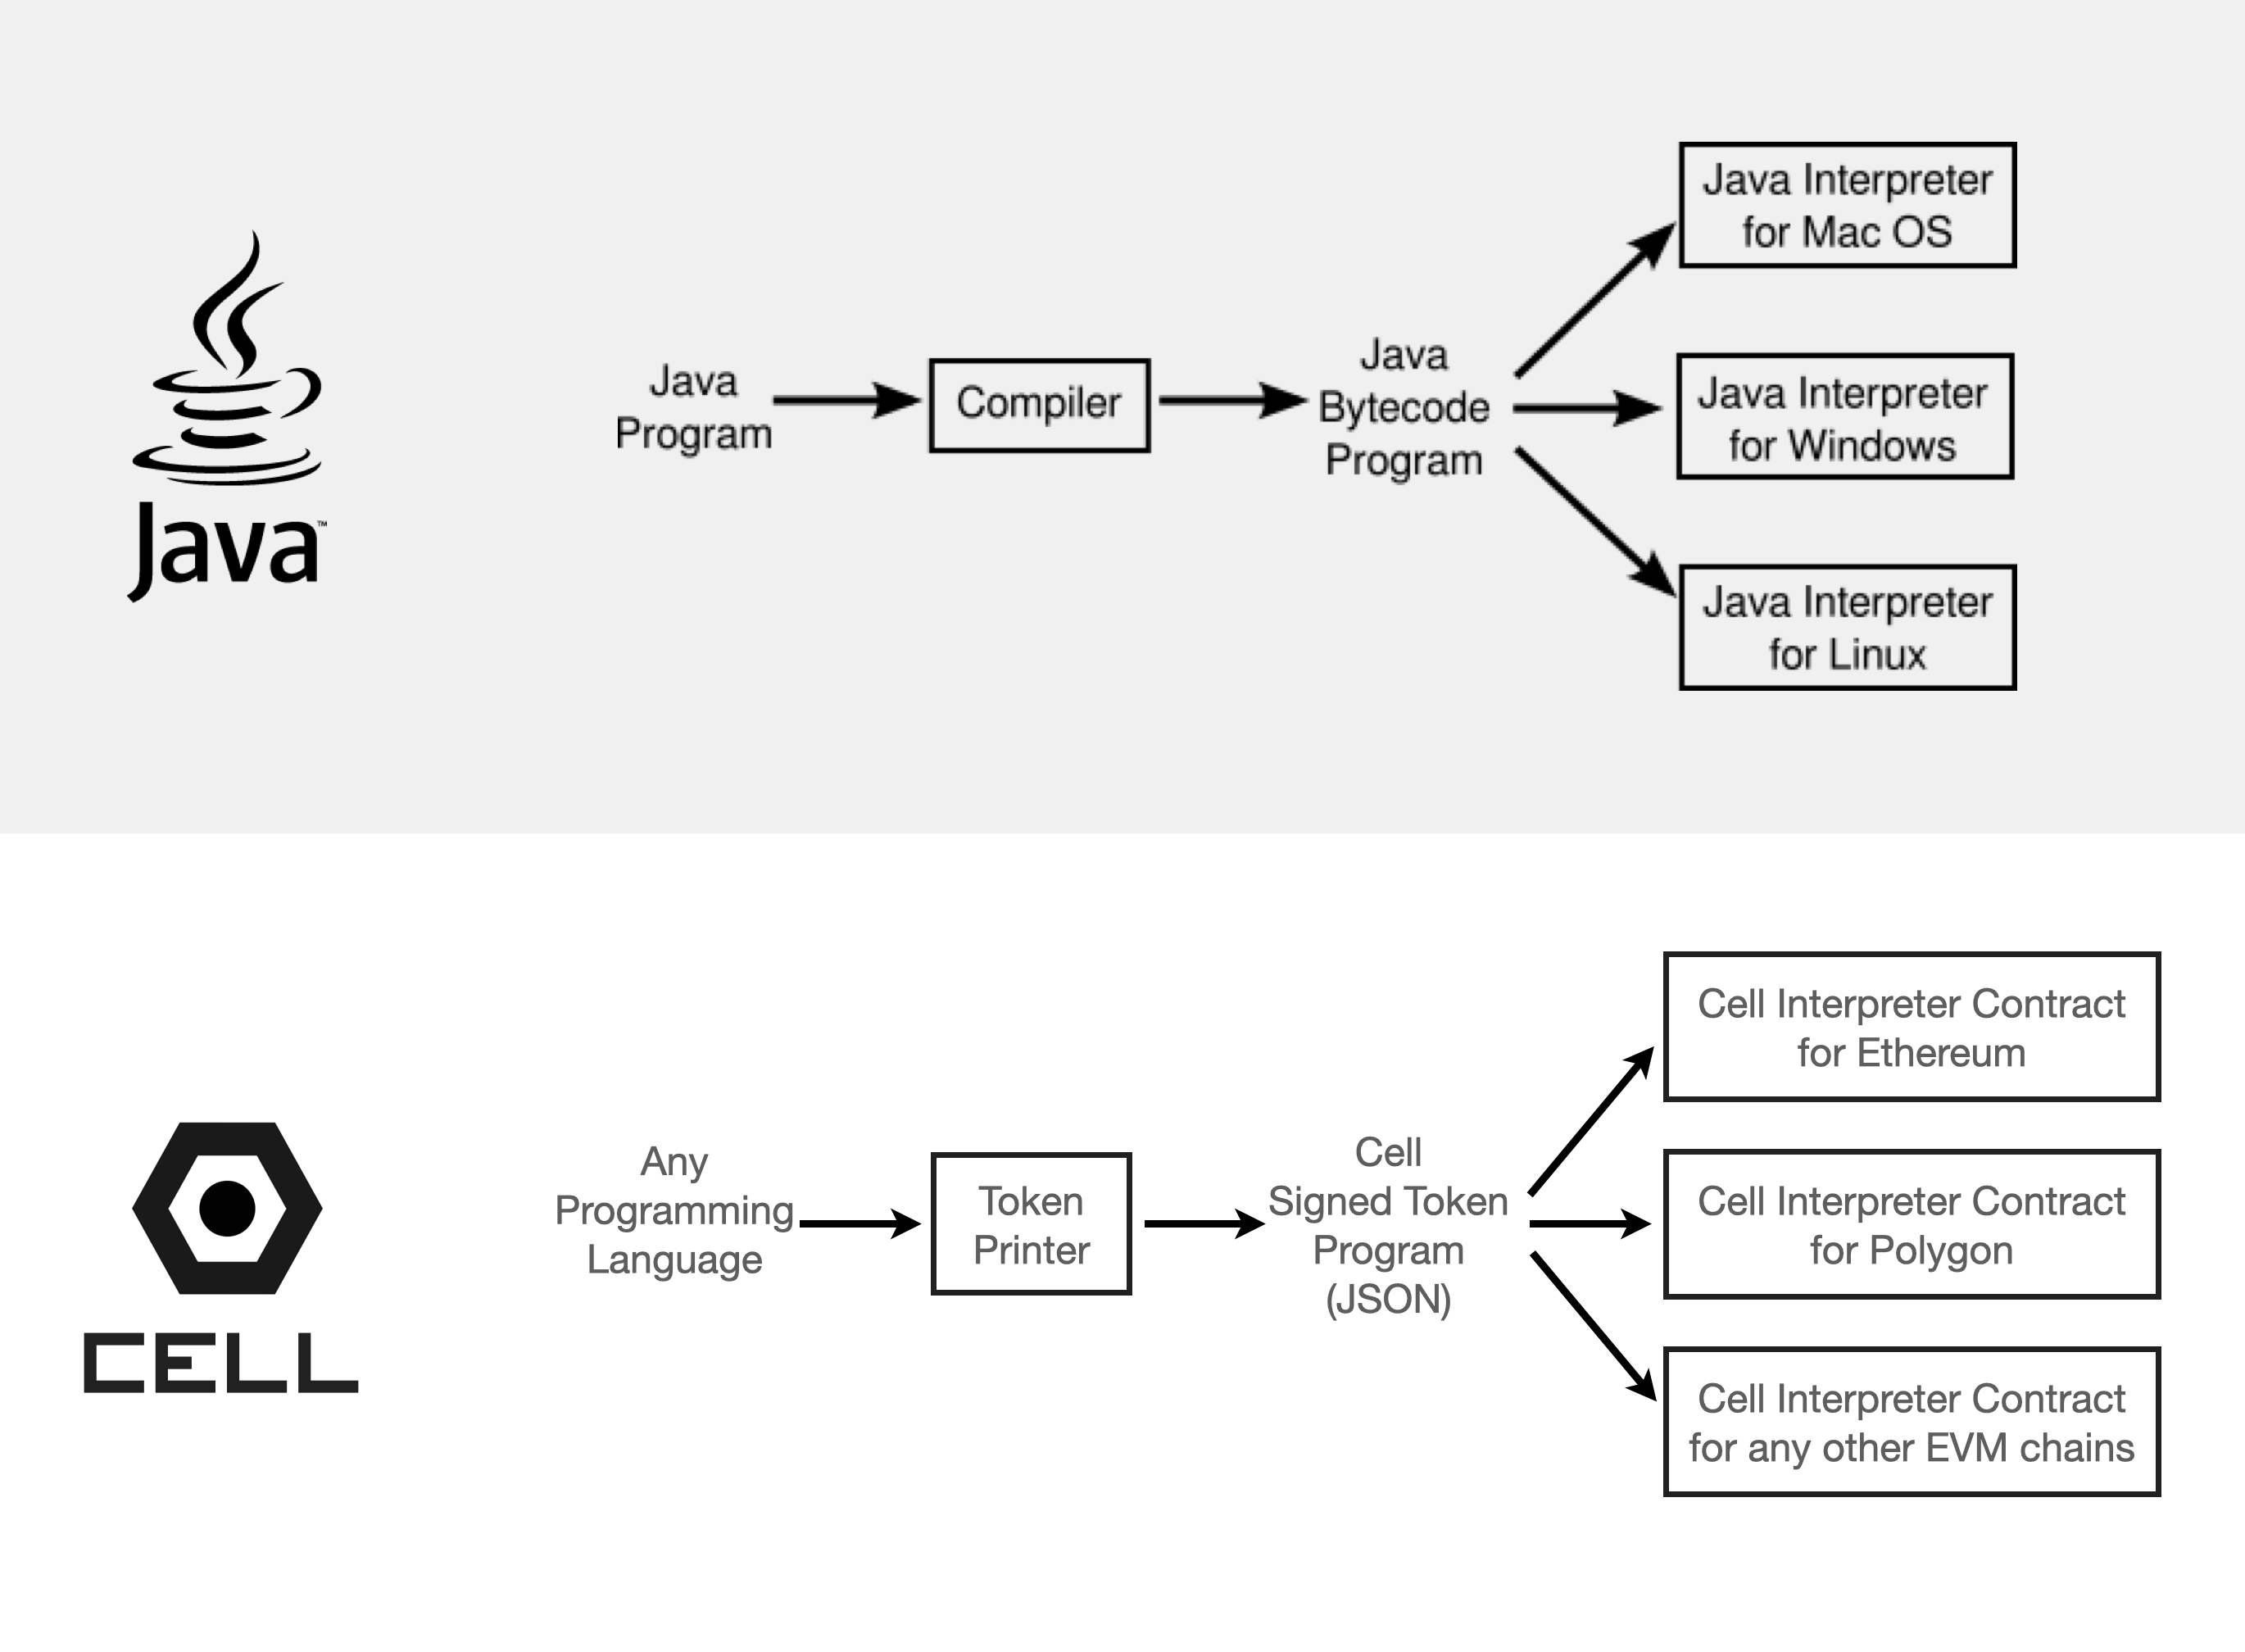 Java™
Java
Program
Compiler
Java
Bytecode
Program
Java Interpreter
for Mac OS
Java Interpreter
for Windows
Java Interpreter
for Linux
CELL
Any
Programming
Language
Token
Printer
Cell
Signed Token
Program
(JSON)
Cell Interpreter Contract
for Ethereum
Cell Interpreter Contract
for Polygon
Cell Interpreter Contract
for any other EVM chains